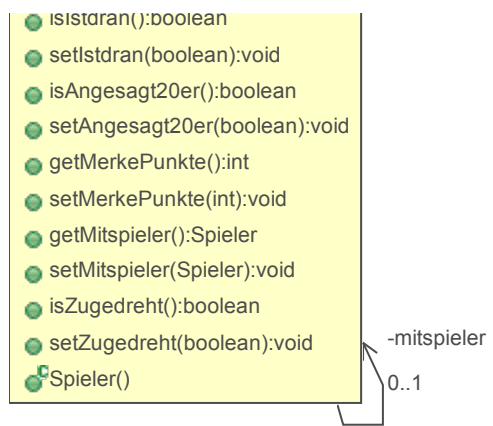 isIstdran():boolean
setIstdran(boolean):void
isAngesagt20er():boolean
setAngesagt20er(boolean):void
getMerkePunkte():int
setMerkePunkte(int):void
getMitspieler():Spieler
setMitspieler(Spieler):void
isZugedreht():boolean
setZugedreht(boolean):void
-mitspieler
C
Spieler()
0..1